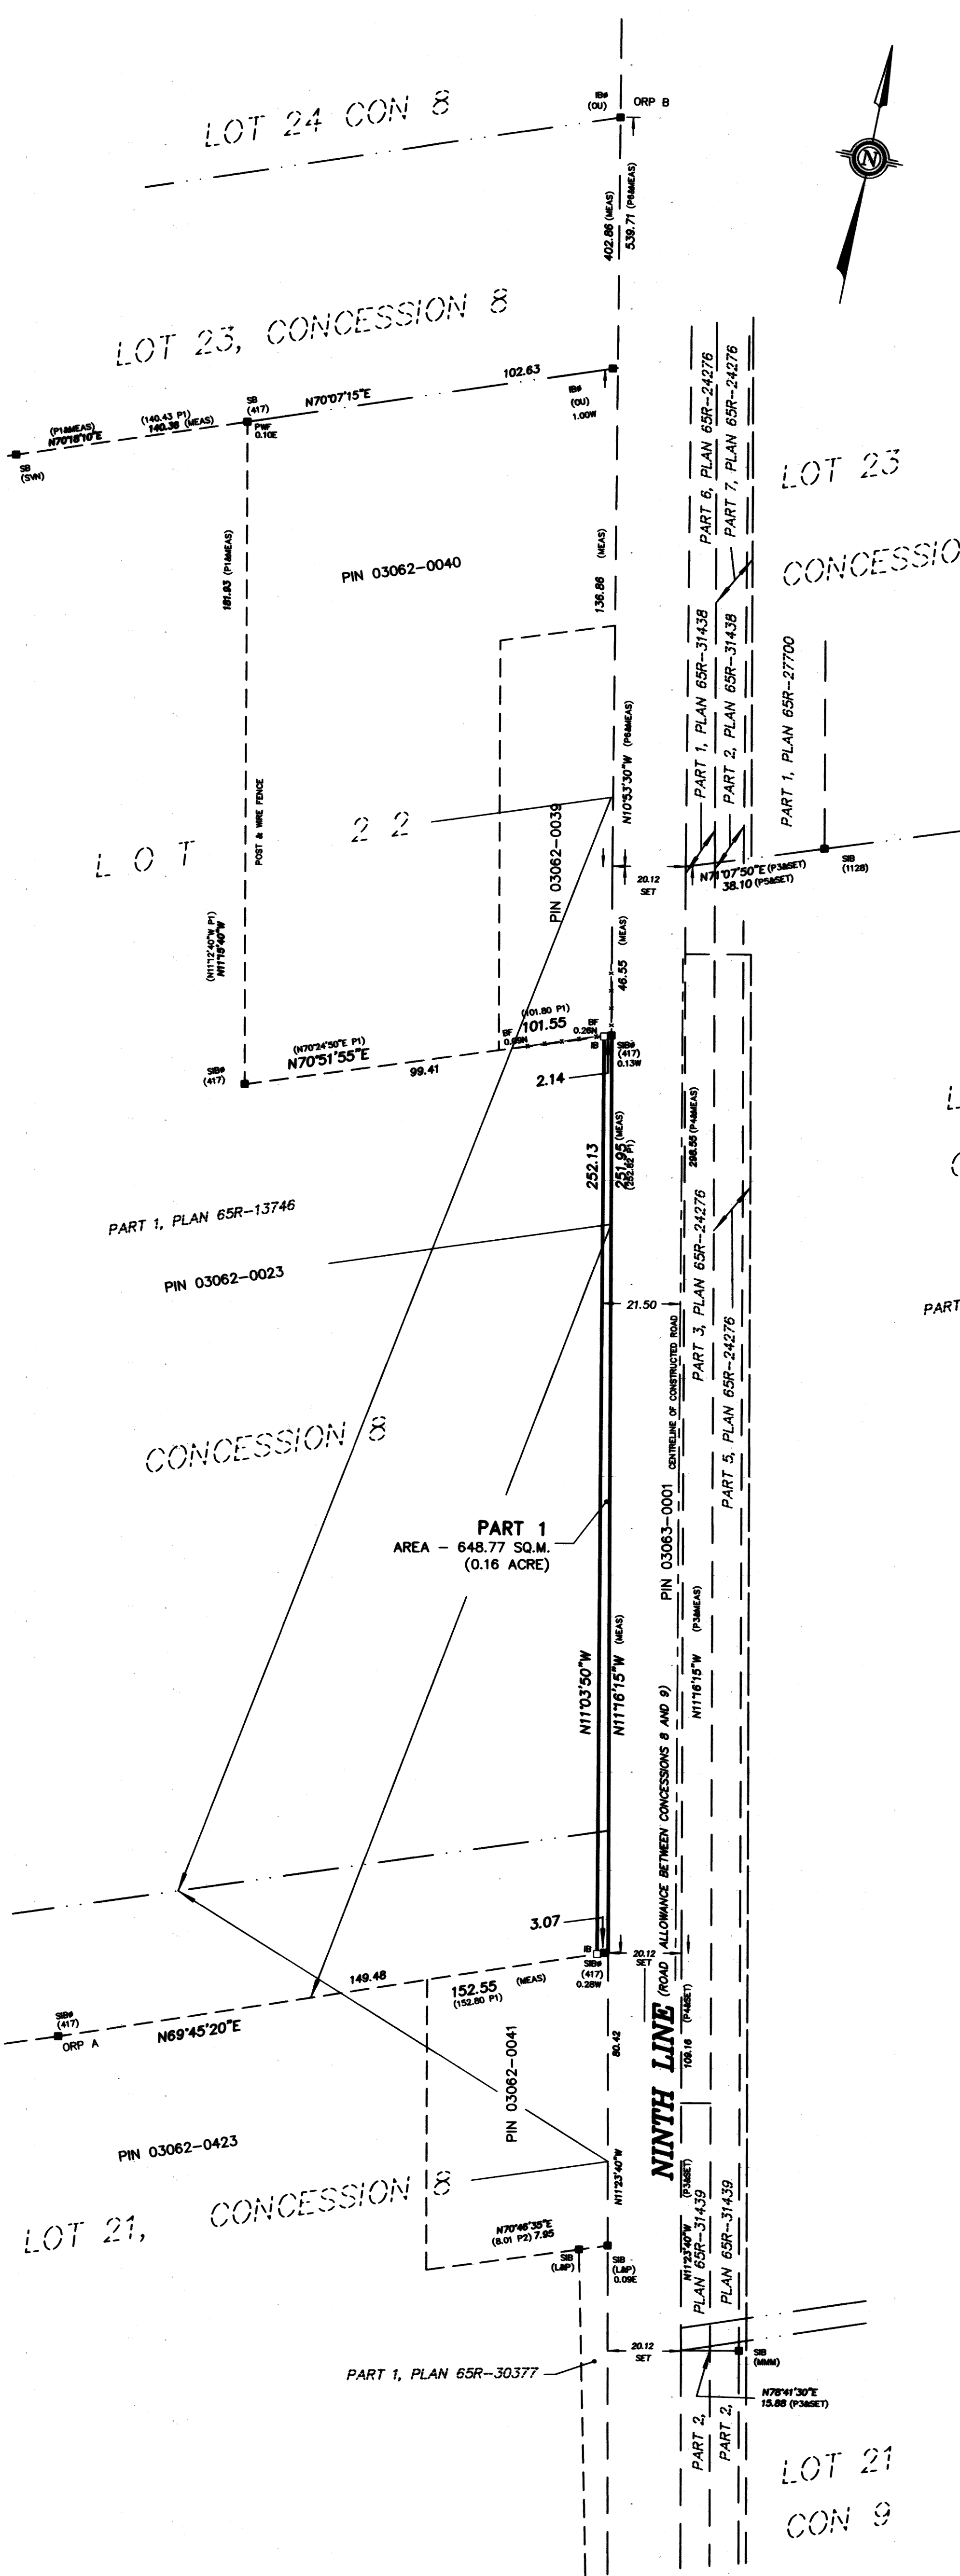 LOT 24 CON 8
IBø
(OU)
ORP B
N
402.86 (MEAS)
539.71 (P6&MEAS)
LOT 23, CONCESSION 8
102.63
N70°07'15"E
IBø
(OU)
1.00W
SB
(417)
PWF
0.10E
(140.43 P1)
140.36 (MEAS)
(P1&MEAS)
N70°18'10"E
SB
(SVN)
181.93 (P1&MEAS)
PIN 03062-0040
136.86 (MEAS)
PART 6, PLAN 65R-24276
PART 7, PLAN 65R-24276
LOT 23
CONCESSIO
PART 1, PLAN 65R-31438
PART 2, PLAN 65R-31438
PART 1, PLAN 65R-27700
N10°53'30"W (P6&MEAS)
POST & WIRE FENCE
LOT 22
PIN 03062-0039
20.12
SET
N71°07'50"E (P3&SET)
38.10 (P5&SET)
SIB
(1128)
(N11°12'40"W P1)
N11°15'40"W
46.55 (MEAS)
(101.80 P1)
101.55
BF
0.09N
BF
0.26N
IB
SIBø
(417)
0.13W
(N70°24'50"E P1)
N70°51'55"E
99.41
SIBø
(417)
2.14
252.13
251.95 (MEAS)
(252.62 P1)
298.55 (P4&MEAS)
PART 1, PLAN 65R-13746
PIN 03062-0023
PART 3, PLAN 65R-24276
PART 5, PLAN 65R-24276
PART
21.50
CENTRELINE OF CONSTRUCTED ROAD
CONCESSION 8
PIN 03063-0001
PART 1
AREA - 648.77 SQ.M.
(0.16 ACRE)
N11°03'50"W
N11°16'15"W (MEAS)
N11°16'15"W (P3&MEAS)
NINTH LINE (ROAD ALLOWANCE BETWEEN CONCESSIONS 8 AND 9)
3.07
IB
SIBø
(417)
0.28W
20.12
SET
149.48
152.55 (MEAS)
(152.80 P1)
SIBø
(417)
ORP A
N69°45'20"E
PIN 03062-0041
80.42
109.16 (P4&SET)
PIN 03062-0423
LOT 21, CONCESSION 8
N11°23'40"W
N11°23'40"W (P3&SET)
N70°46'35"E
(8.01 P2) 7.95
SIB
(L&P)
SIB
(L&P)
0.09E
PART 2, PLAN 65R-31439
PART 2, PLAN 65R-31439
20.12
SET
SIB
(MMM)
PART 1, PLAN 65R-30377
N78°41'30"E
15.88 (P3&SET)
LOT 21
CON 9